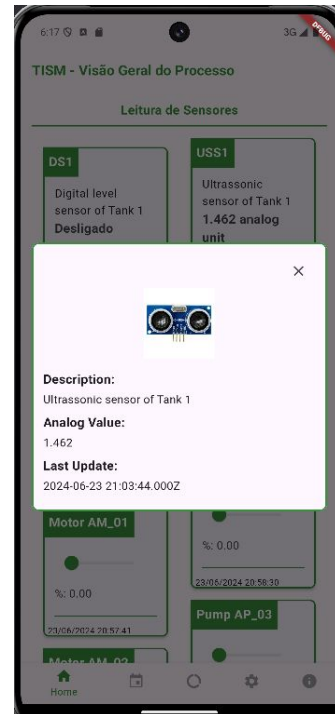 6:17
3G
DEBUG
TISM - Visão Geral do Processo
Leitura de Sensores
DS1
Digital level
sensor of Tank 1
Desligado
USS1
Ultrassonic
sensor of Tank 1
1.462 analog
unit
Description:
Ultrassonic sensor of Tank 1
Analog Value:
1.462
Last Update:
2024-06-23 21:03:44.000Z
Motor AM_01
%: 0.00
23/06/2024 20:57:41
%: 0.00
23/06/2024 20:58:30
Pump AP_03
Motor AM_02
Home